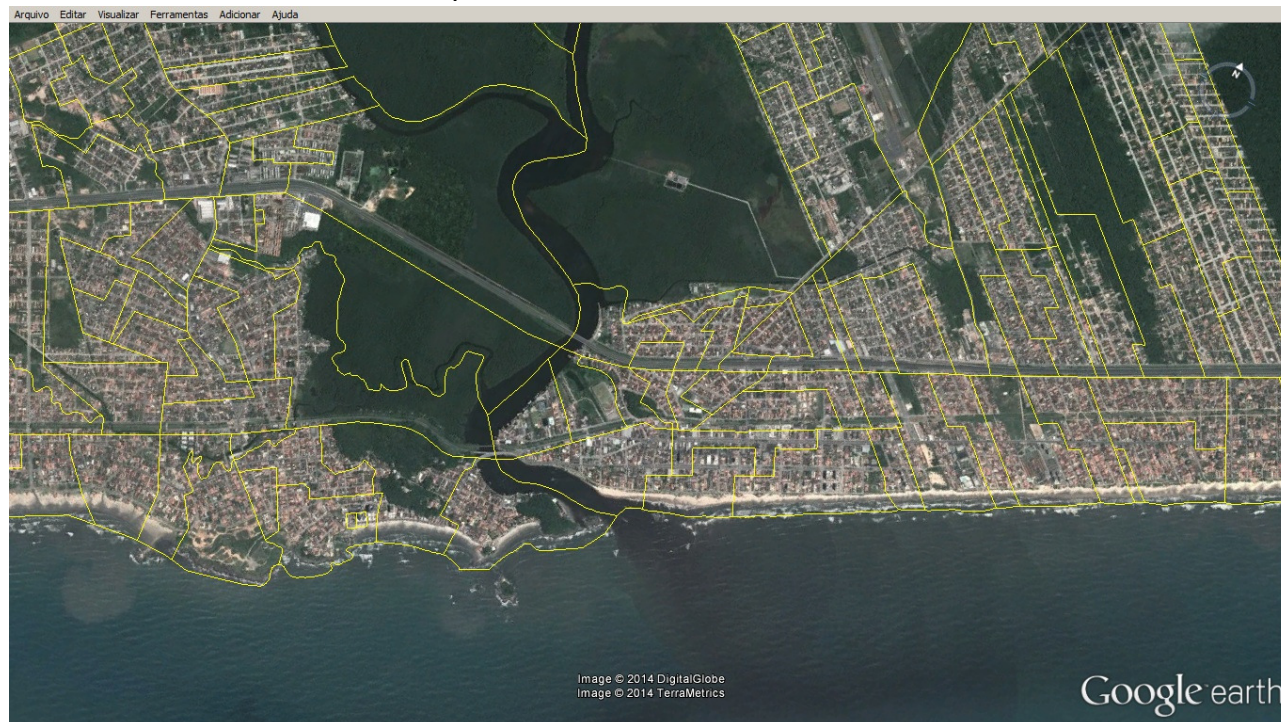 Arquivo Editar Visualizar Ferramentas Adicionar Ajuda
N
Image © 2014 DigitalGlobe
Image © 2014 TerraMetrics
Google earth